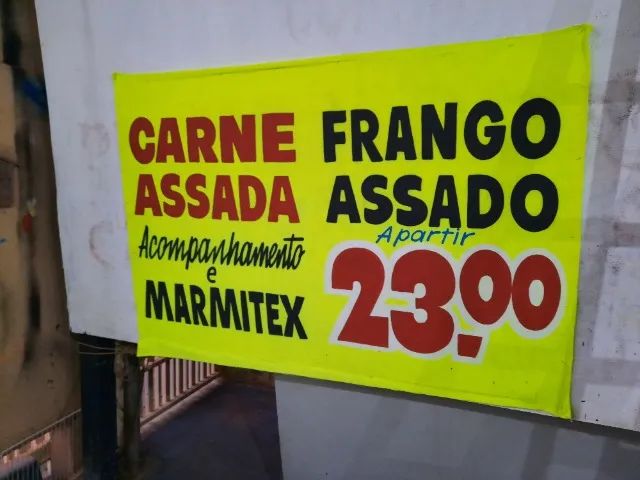 CARNE
ASSADA
Acompanhamento
e
MARMITEX
FRANGO
ASSADO
Apartir
23,00